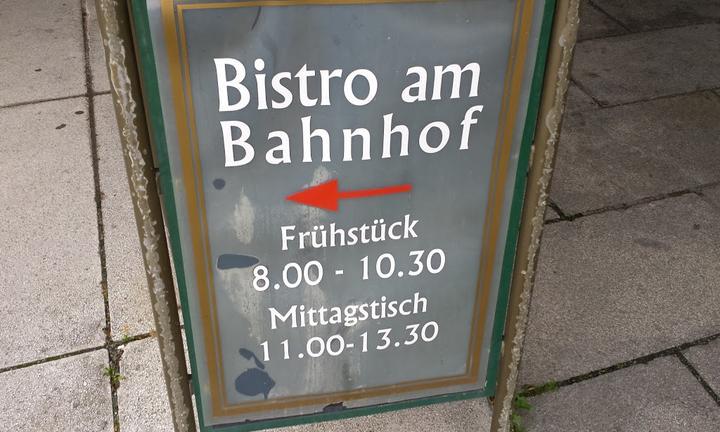 Bistro am
Bahnhof
Frühstück
8.00 - 10.30
Mittagstisch
11.00-13.30